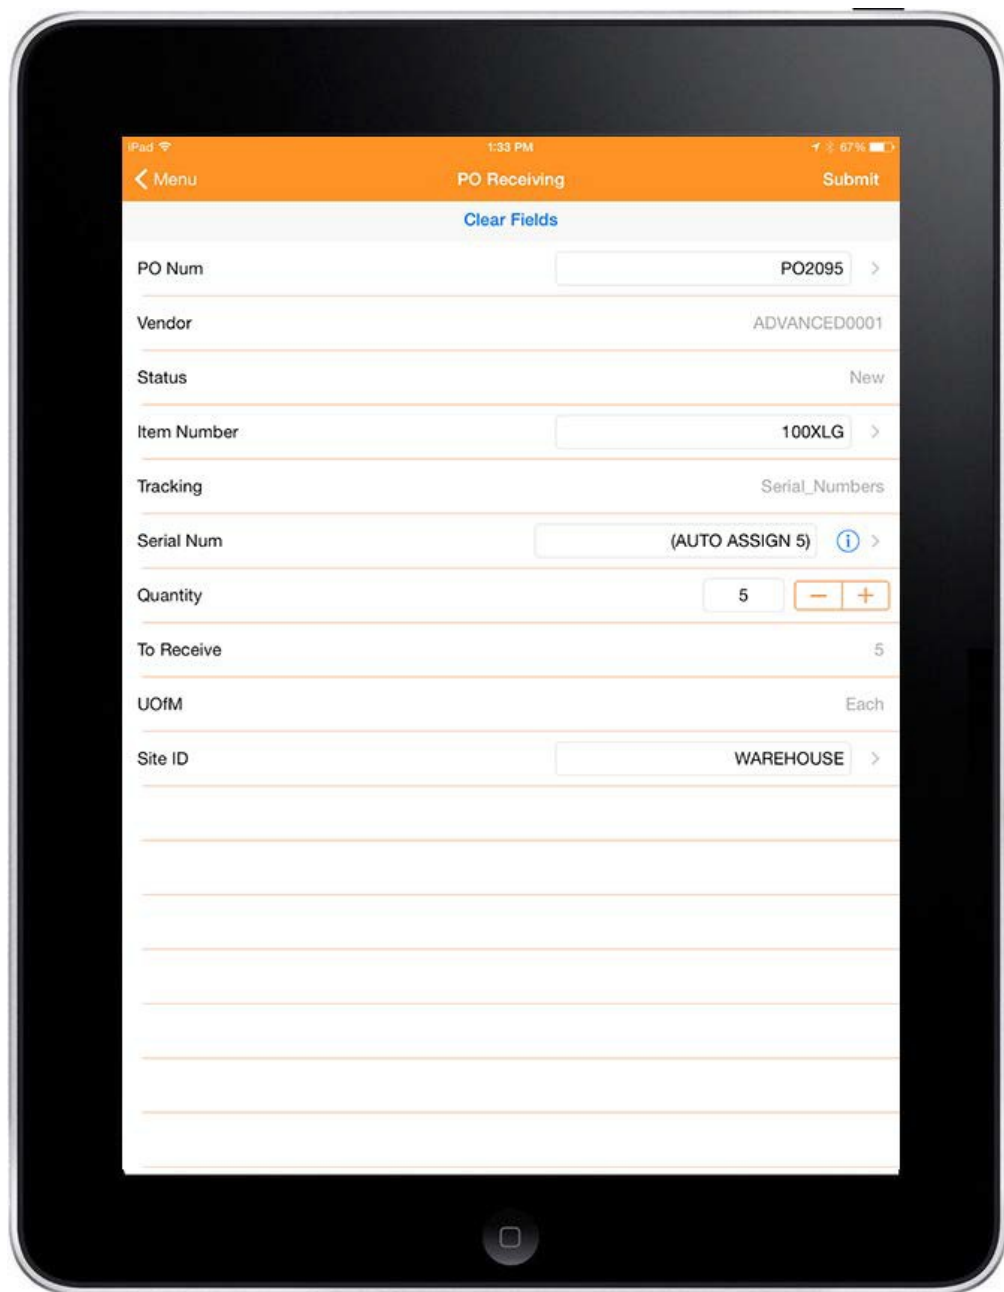 iPad 1:33 PM 67%
Menu PO Receiving Submit
Clear Fields
PO Num PO2095
Vendor ADVANCED0001
Status New
Item Number 100XLG
Tracking Serial_Numbers
Serial Num (AUTO ASSIGN 5)
Quantity 5
To Receive 5
UOfM Each
Site ID WAREHOUSE